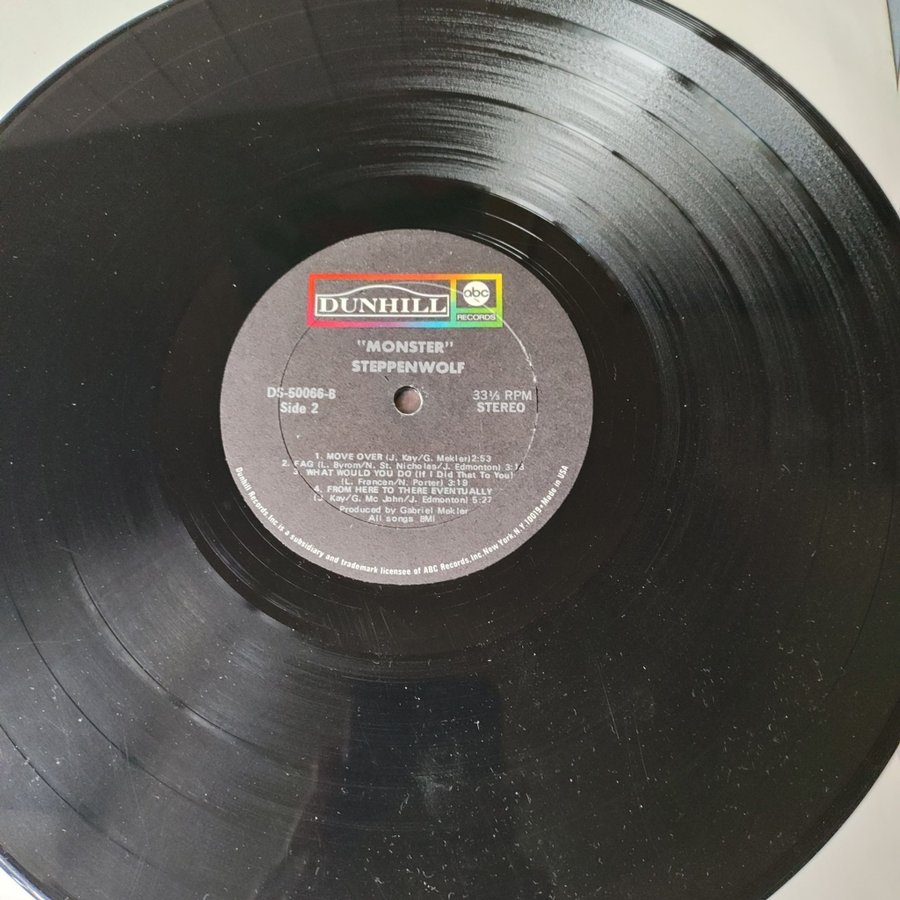 DUNHILL abc RECORDS
"MONSTER"
STEPPENWOLF
DS-50066-B
Side 2
33⅓ RPM
STEREO
1. MOVE OVER (J. Kay/G. Mekler) 2:53
2. FAG (L. Byrom/N. St. Nicholas/J. Edmonton) 3:13
3. WHAT WOULD YOU DO (If I Did That To You)
(L. Francen/N. Porter) 3:19
4. FROM HERE TO THERE EVENTUALLY
(J. Kay/G. Mc John/J. Edmonton) 5:27
Produced by Gabriel Mekler
All songs BMI
Dunhill Records Inc. is a subsidiary and trademark licensee of ABC Records, Inc. New York, N.Y. 10019 • Made in USA